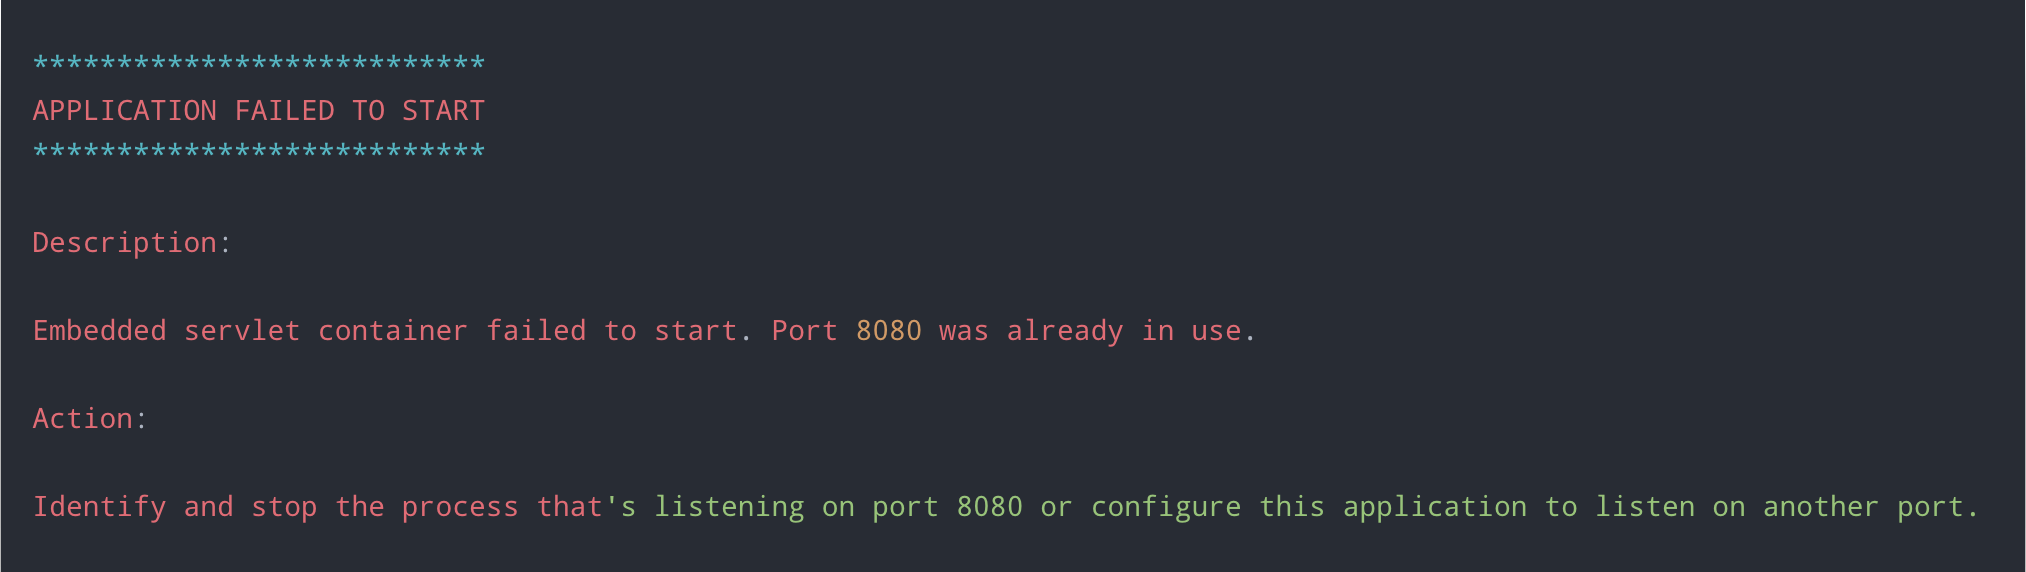 ***************************
APPLICATION FAILED TO START
***************************
Description:
Embedded servlet container failed to start. Port 8080 was already in use.
Action:
Identify and stop the process that's listening on port 8080 or configure this application to listen on another port.